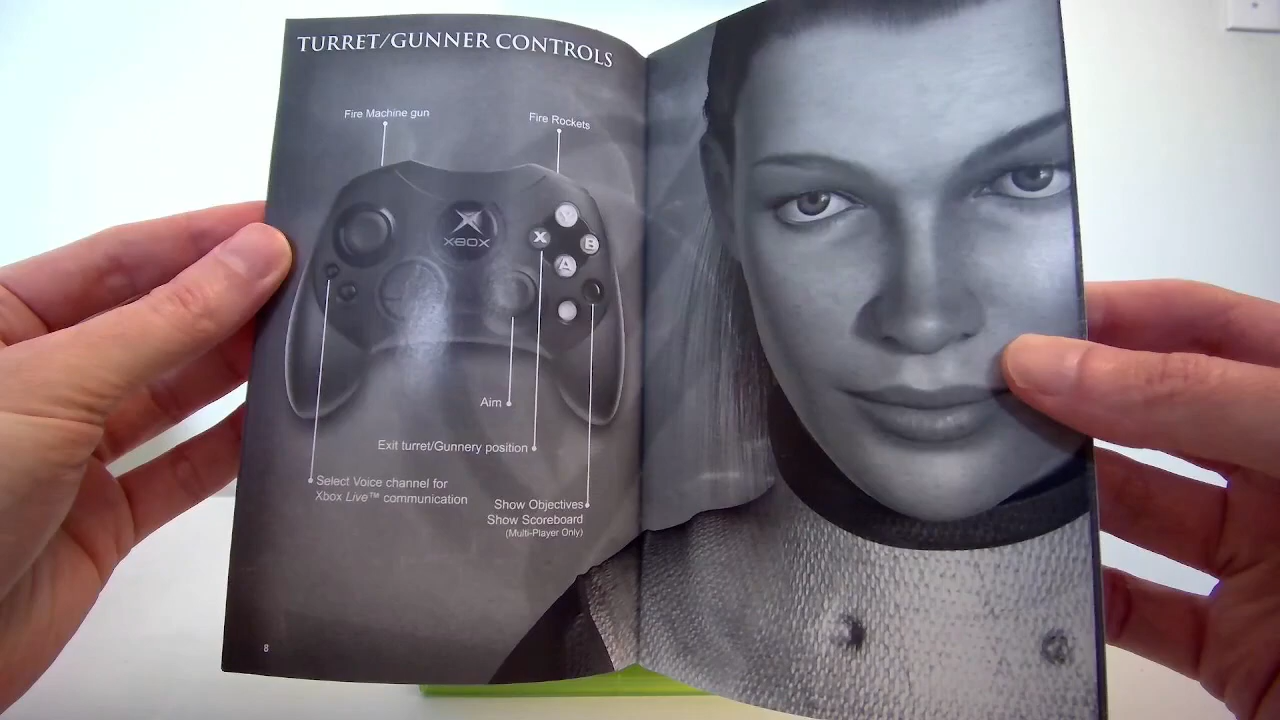 TURRET/GUNNER CONTROLS
Fire Machine gun
Fire Rockets
XBOX
Y
X
B
A
Aim
Exit turret/Gunnery position
Select Voice channel for
Xbox Live™ communication
Show Objectives
Show Scoreboard
(Multi-Player Only)
8